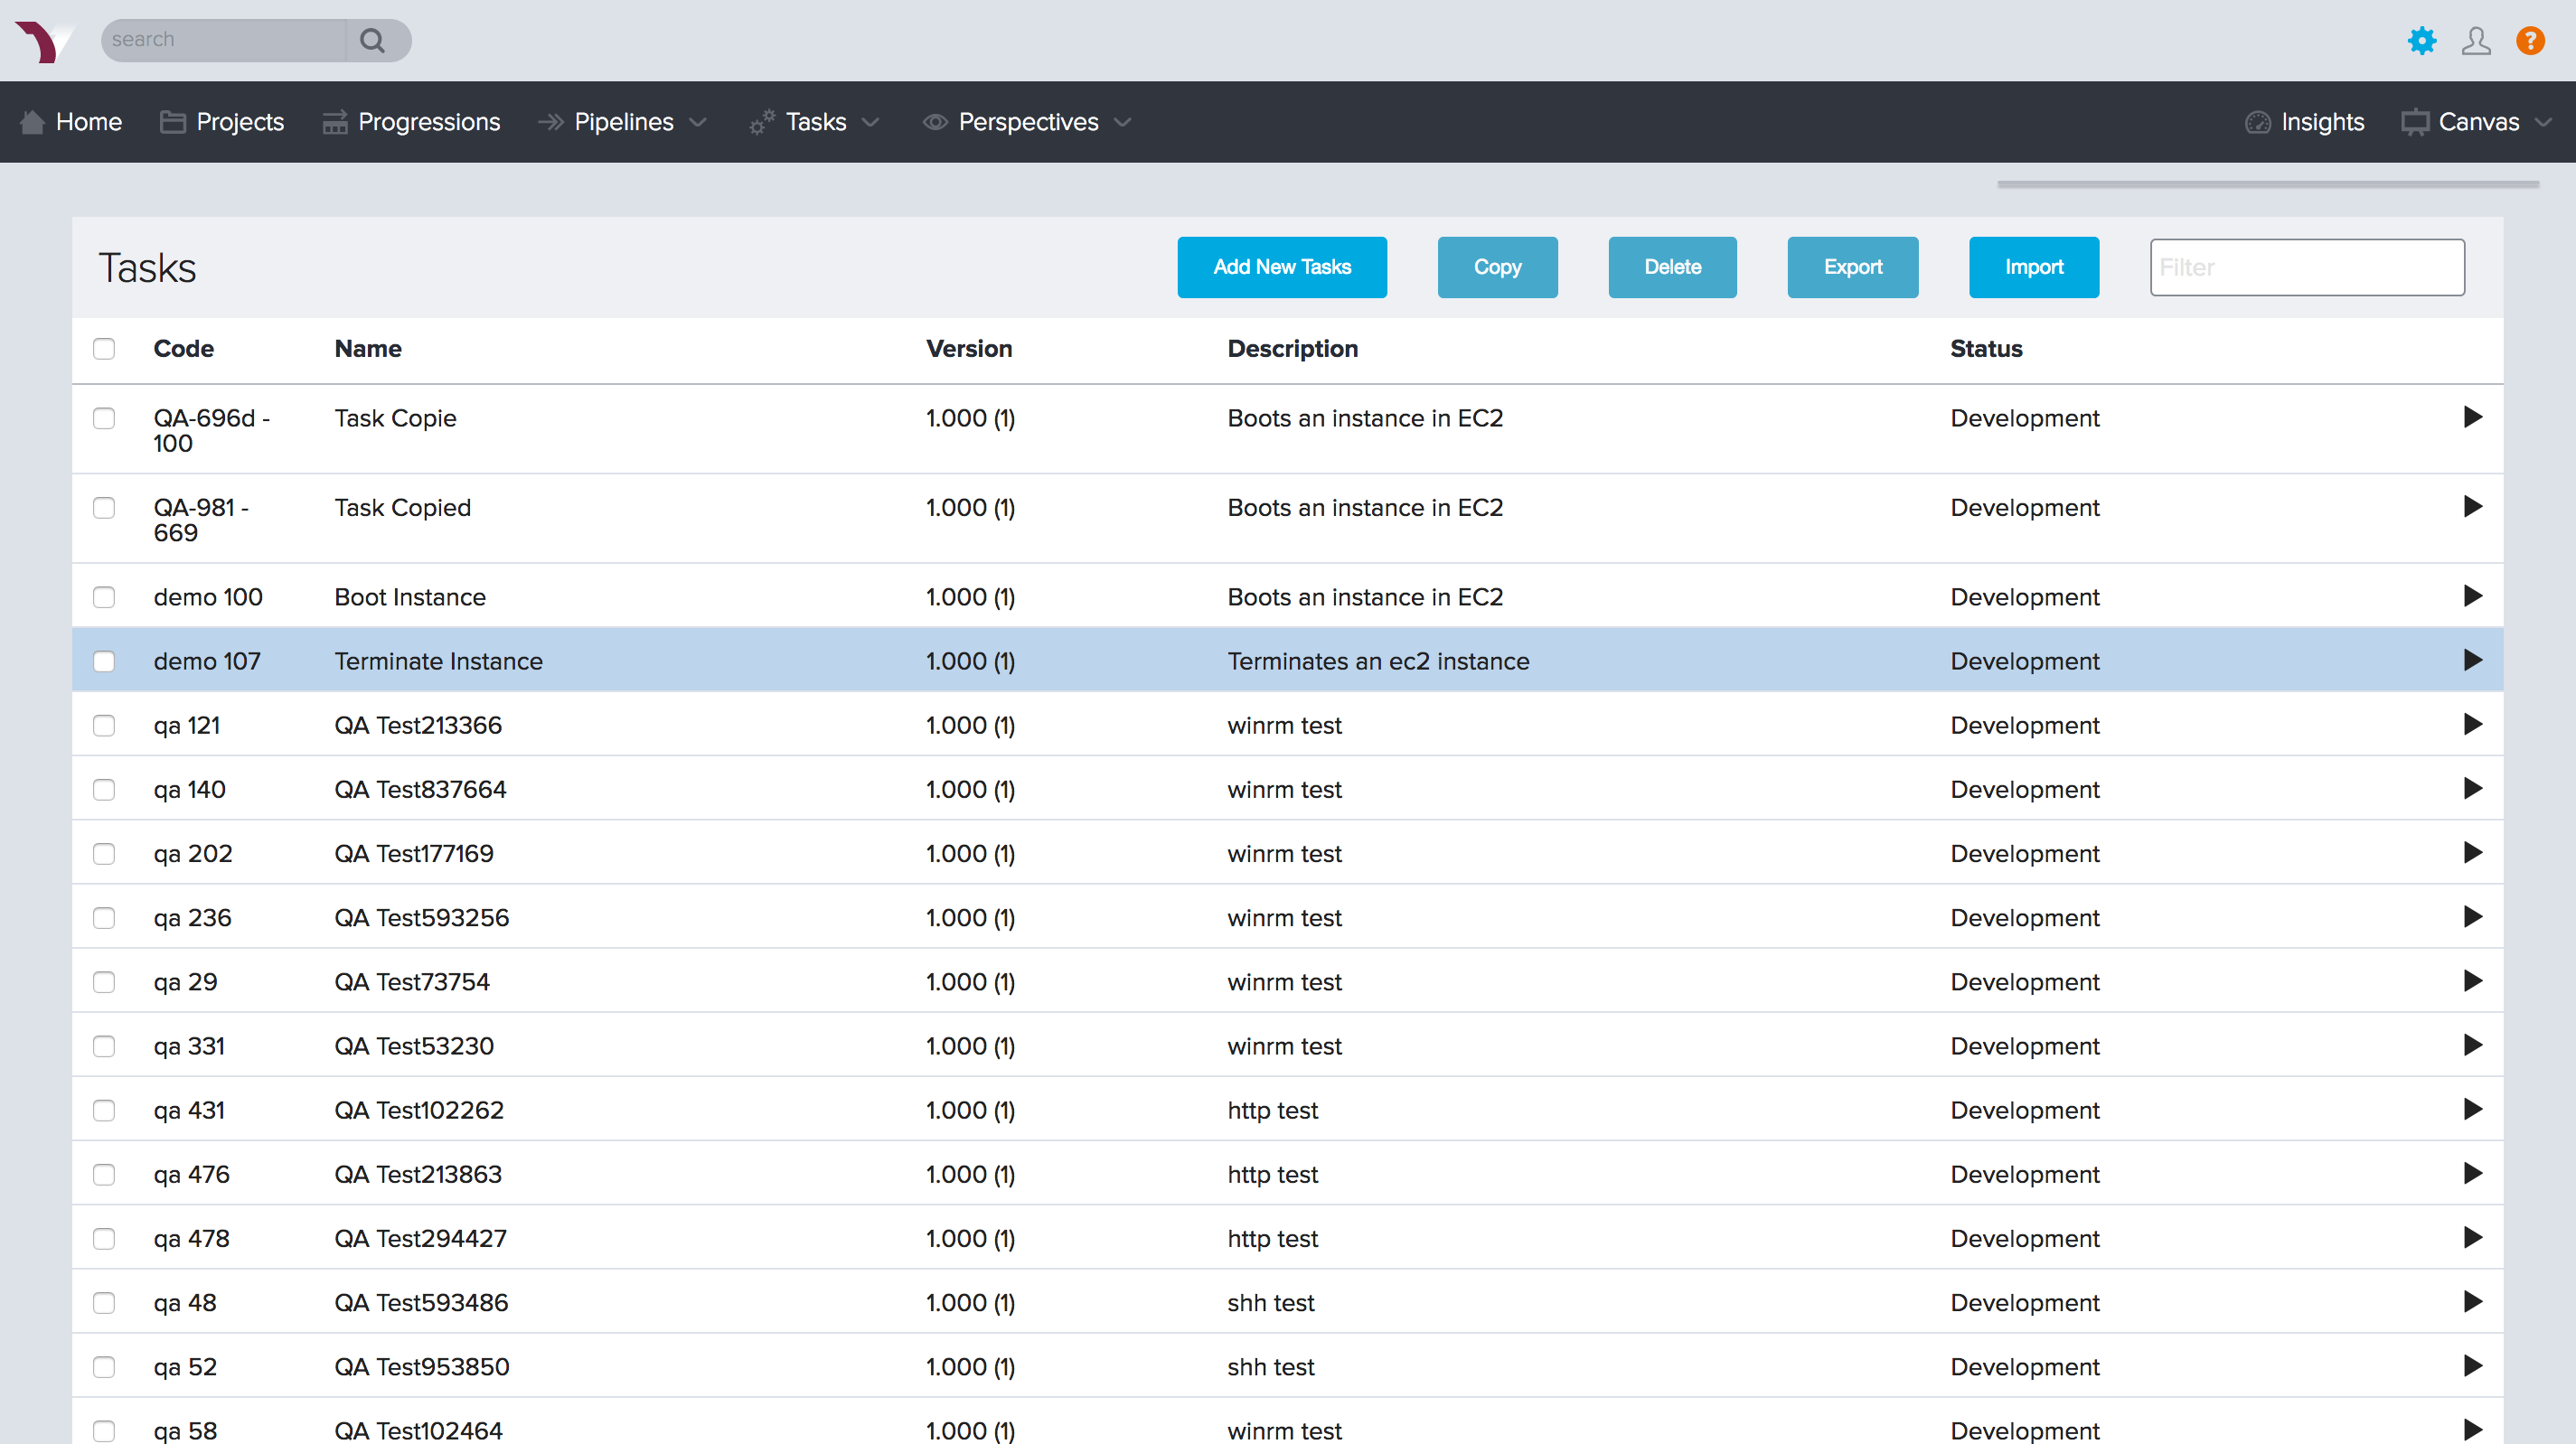 search
?
Home Projects Progressions Pipelines Tasks Perspectives Insights Canvas
Tasks Add New Tasks Copy Delete Export Import Filter
Code Name Version Description Status
QA-696d - Task Copie 1.000 (1) Boots an instance in EC2 Development
100
QA-981 - Task Copied 1.000 (1) Boots an instance in EC2 Development
669
demo 100 Boot Instance 1.000 (1) Boots an instance in EC2 Development
demo 107 Terminate Instance 1.000 (1) Terminates an ec2 instance Development
qa 121 QA Test213366 1.000 (1) winrm test Development
qa 140 QA Test837664 1.000 (1) winrm test Development
qa 202 QA Test177169 1.000 (1) winrm test Development
qa 236 QA Test593256 1.000 (1) winrm test Development
qa 29 QA Test73754 1.000 (1) winrm test Development
qa 331 QA Test53230 1.000 (1) winrm test Development
qa 431 QA Test102262 1.000 (1) http test Development
qa 476 QA Test213863 1.000 (1) http test Development
qa 478 QA Test294427 1.000 (1) http test Development
qa 48 QA Test593486 1.000 (1) shh test Development
qa 52 QA Test953850 1.000 (1) shh test Development
qa 58 QA Test102464 1.000 (1) winrm test Development